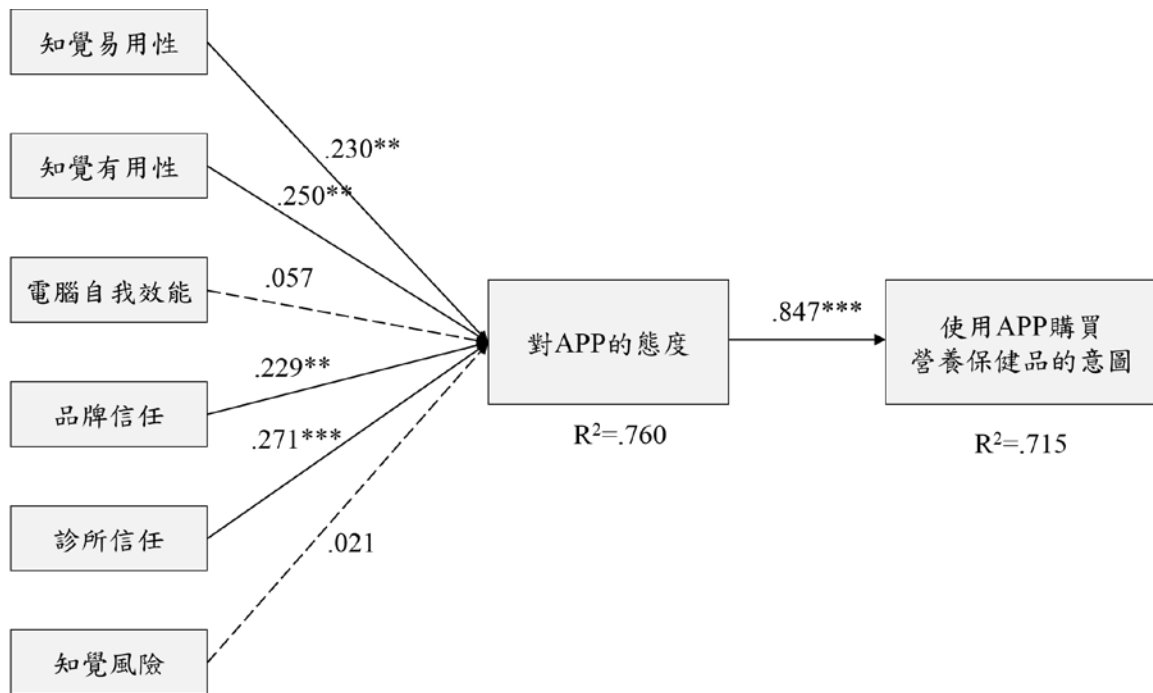 知覺易用性
.230**
知覺有用性
.250**
電腦自我效能
.057
對APP的態度
.847***
使用APP購買
營養保健品的意圖
品牌信任
.229**
R²=.760
R²=.715
.271***
診所信任
.021
知覺風險